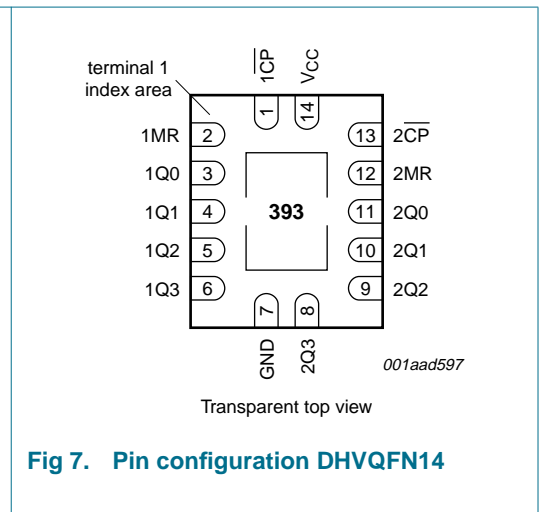 terminal 1
index area
1C̅P̅ VCC
1 14
1MR 2 13 2C̅P̅
1Q0 3 12 2MR
1Q1 4 393 11 2Q0
1Q2 5 10 2Q1
1Q3 6 9 2Q2
7 8
GND 2Q3
001aad597
Transparent top view
Fig 7. Pin configuration DHVQFN14